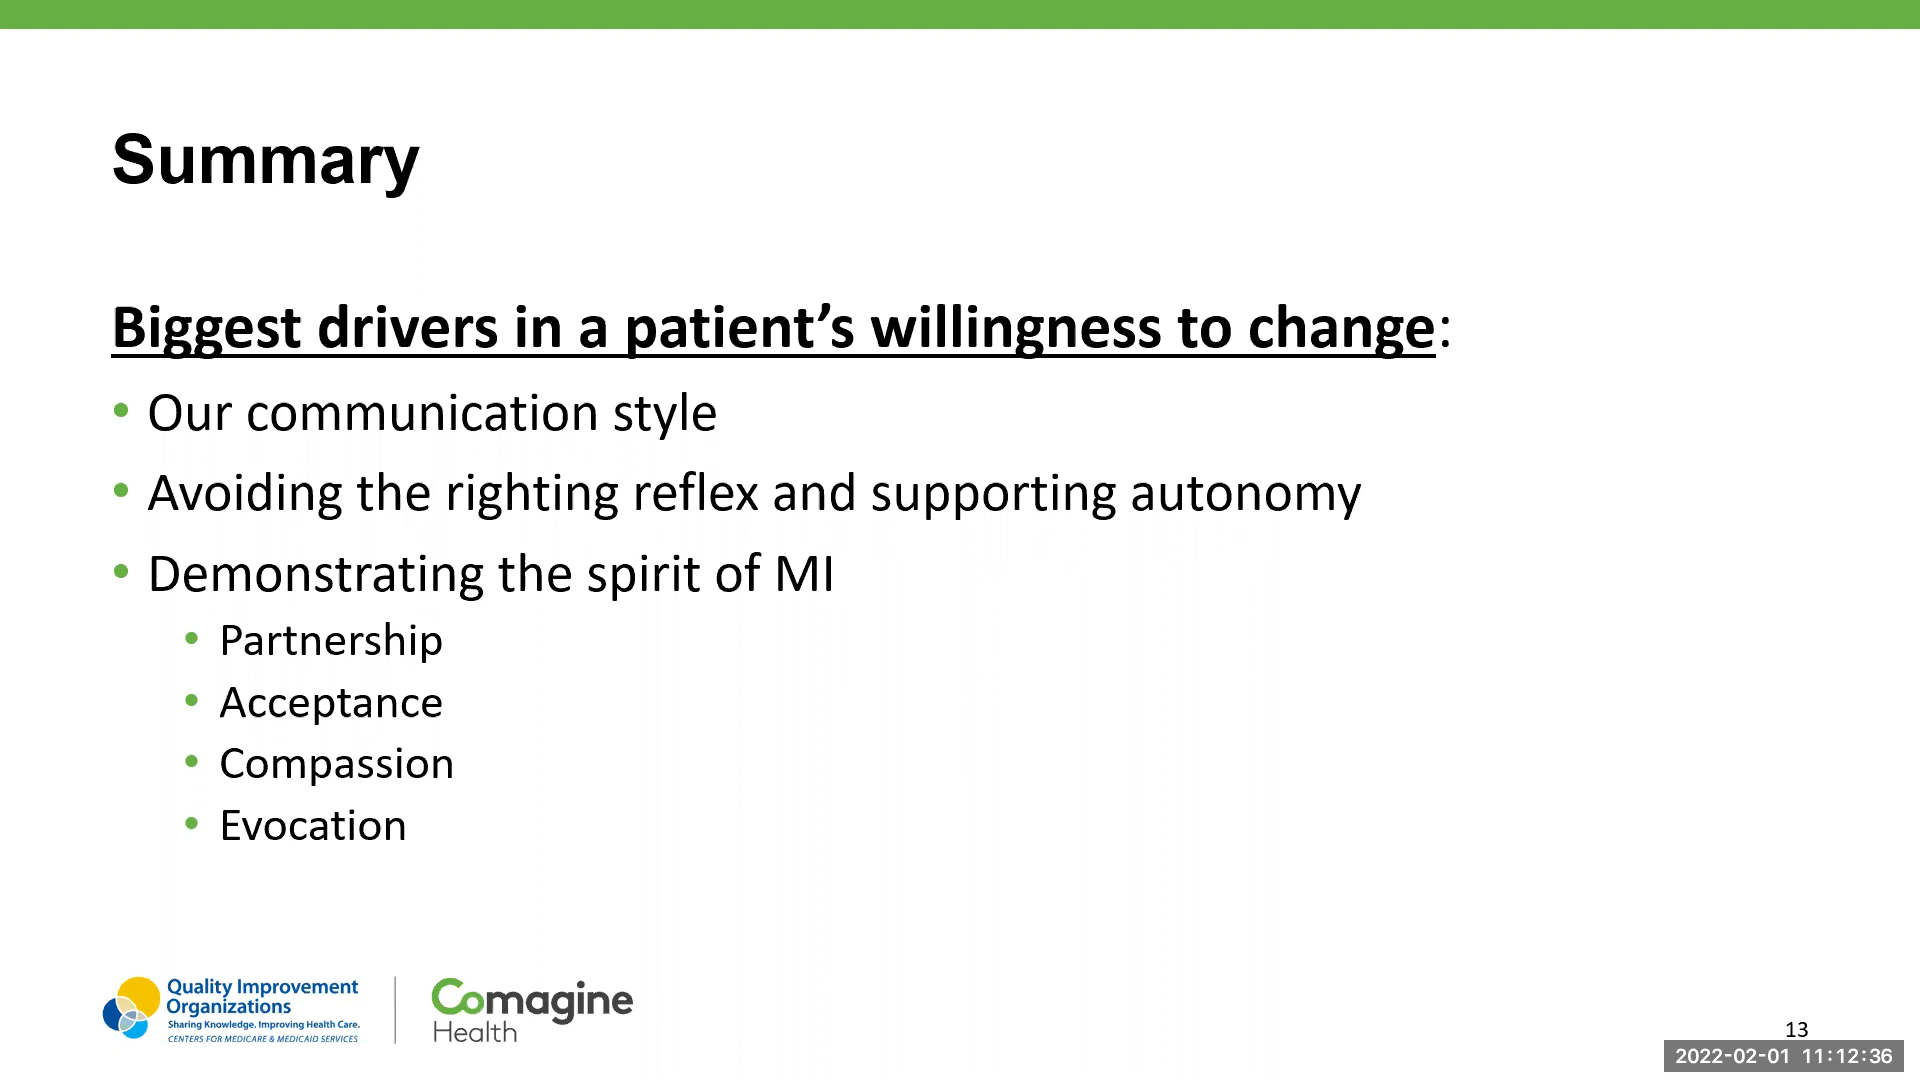 Summary
Biggest drivers in a patient’s willingness to change:
• Our communication style
• Avoiding the righting reflex and supporting autonomy
• Demonstrating the spirit of MI
• Partnership
• Acceptance
• Compassion
• Evocation
Quality Improvement
Organizations
Sharing Knowledge. Improving Health Care.
CENTERS FOR MEDICARE & MEDICAID SERVICES
Comagine
Health
13
2022-02-01 11:12:36